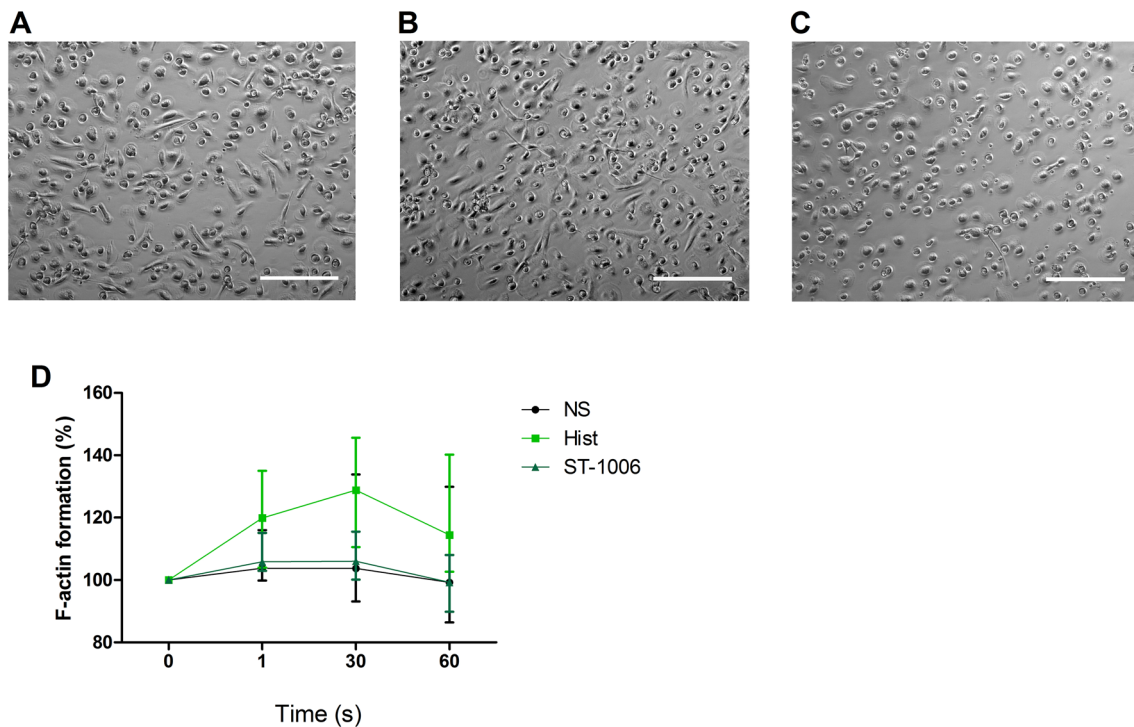 A
B
C
D
160
140
120
100
80
F-actin formation (%)
0 1 30 60
Time (s)
NS
Hist
ST-1006